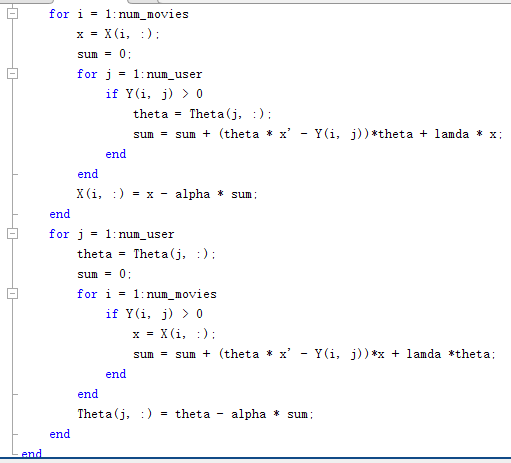 for i = 1:num_movies
x = X(i, :);
sum = 0;
for j = 1:num_user
if Y(i, j) > 0
theta = Theta(j, :);
sum = sum + (theta * x' - Y(i, j))*theta + lamda * x;
end
end
X(i, :) = x - alpha * sum;
end
for j = 1:num_user
theta = Theta(j, :);
sum = 0;
for i = 1:num_movies
if Y(i, j) > 0
x = X(i, :);
sum = sum + (theta * x' - Y(i, j))*x + lamda *theta;
end
end
Theta(j, :) = theta - alpha * sum;
end
end